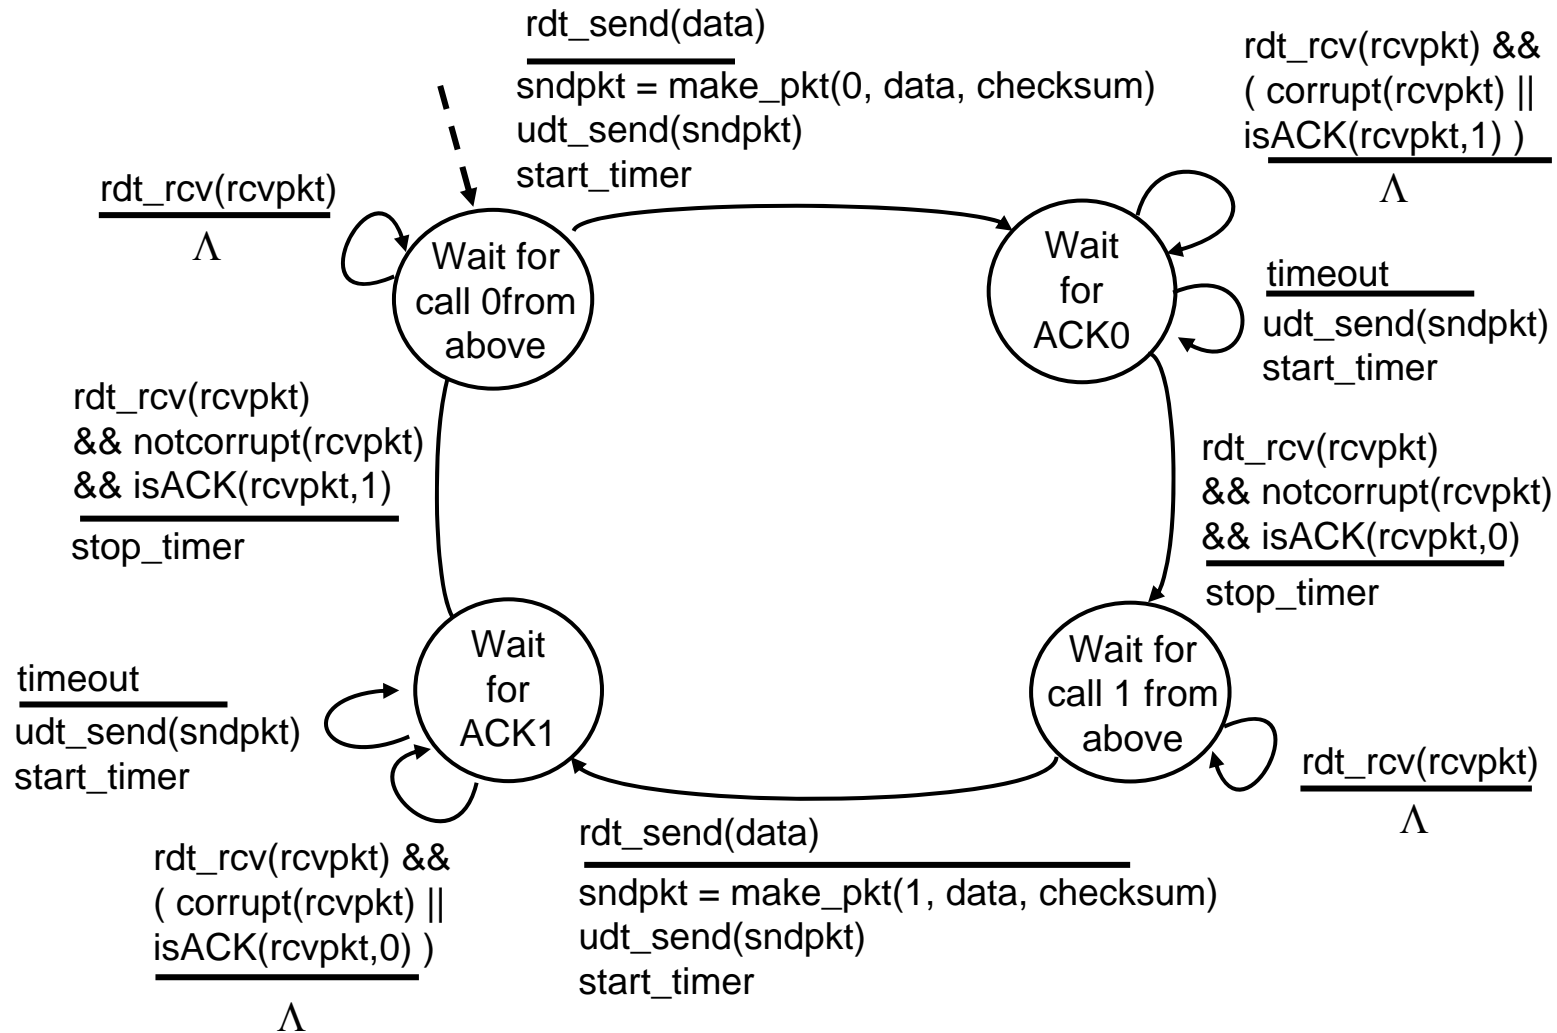 rdt_send(data)
sndpkt = make_pkt(0, data, checksum)
udt_send(sndpkt)
start_timer
rdt_rcv(rcvpkt) &&
( corrupt(rcvpkt) ||
isACK(rcvpkt,1) )
Λ
rdt_rcv(rcvpkt)
Λ
Wait for
call 0from
above
Wait
for
ACK0
timeout
udt_send(sndpkt)
start_timer
rdt_rcv(rcvpkt)
&& notcorrupt(rcvpkt)
&& isACK(rcvpkt,1)
stop_timer
rdt_rcv(rcvpkt)
&& notcorrupt(rcvpkt)
&& isACK(rcvpkt,0)
stop_timer
Wait
for
ACK1
Wait for
call 1 from
above
timeout
udt_send(sndpkt)
start_timer
rdt_rcv(rcvpkt)
Λ
rdt_rcv(rcvpkt) &&
( corrupt(rcvpkt) ||
isACK(rcvpkt,0) )
Λ
rdt_send(data)
sndpkt = make_pkt(1, data, checksum)
udt_send(sndpkt)
start_timer